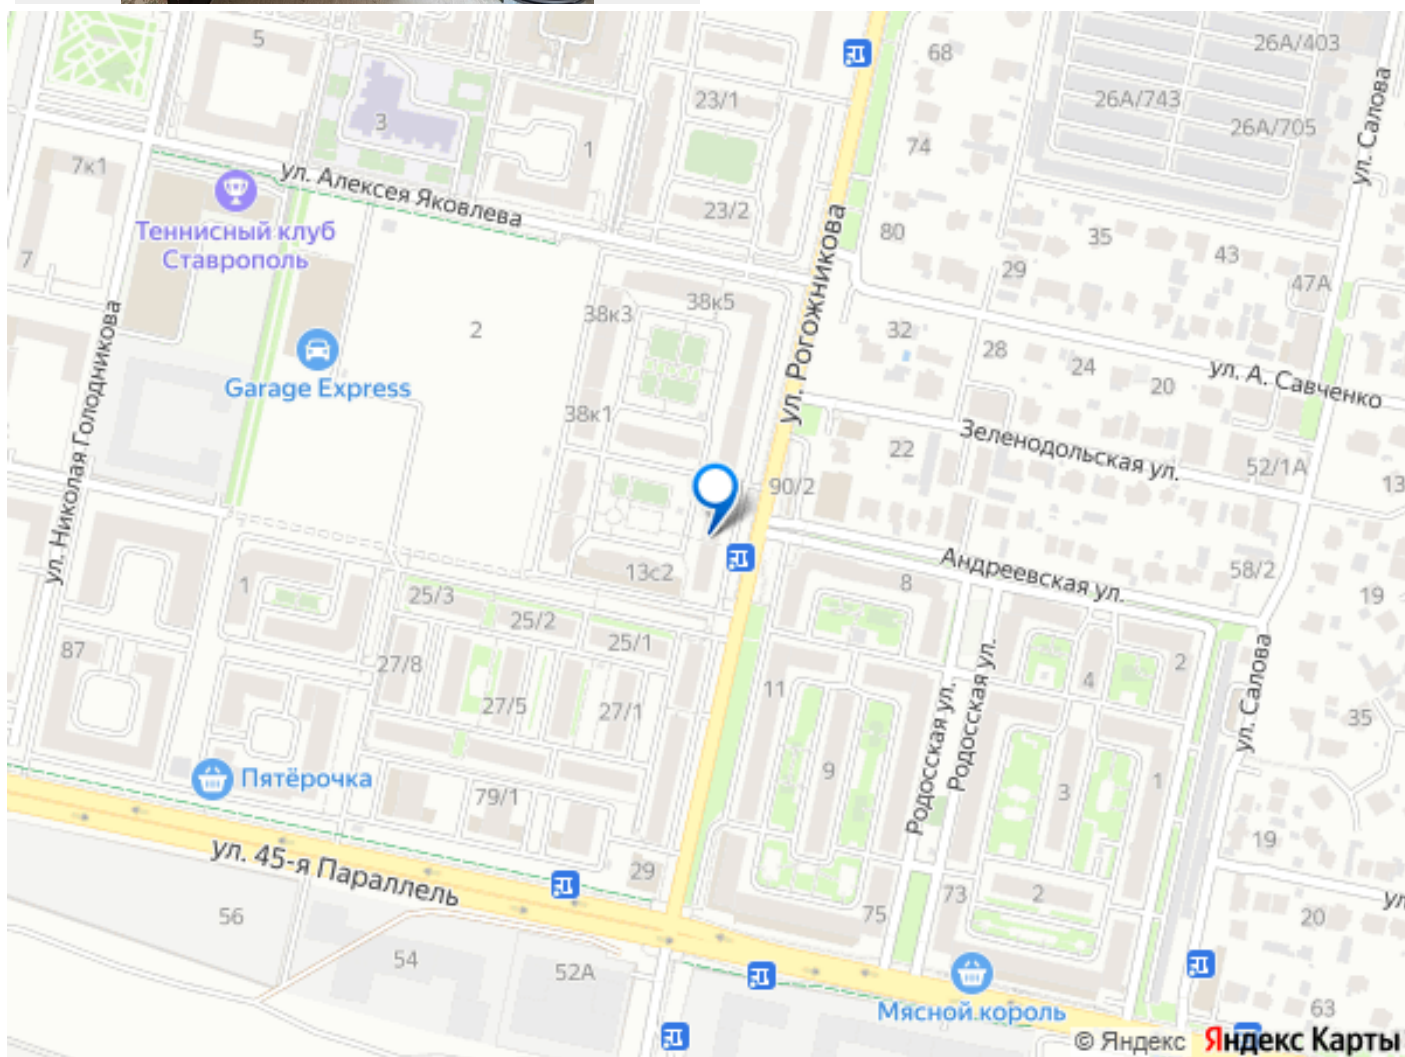 5
26А/403
68
23/1
26А/743
3
26А/705
ул. Салова
74
1
7к1
ул. Алексея Яковлева
23/2
Теннисный клуб
Ставрополь
80
35
43
7
29
47А
38к5
38к3
2
ул. Рогожникова
32
28
24
20
ул. А. Савченко
Garage Express
38к1
ул. Николая Голодникова
22
Зеленодольская ул.
52/1А
13
90/2
13с2
Андреевская ул.
8
58/2
1
25/3
19
25/2
25/1
87
27/8
2
11
4
ул. Салова
27/5
27/1
Родосская ул.
Родосская ул.
35
Пятёрочка
9
79/1
3
1
ул. 45-я Параллель
29
19
73
2
56
75
20
ул
54
52А
Мясной король
63
© Яндекс Яндекс Карты